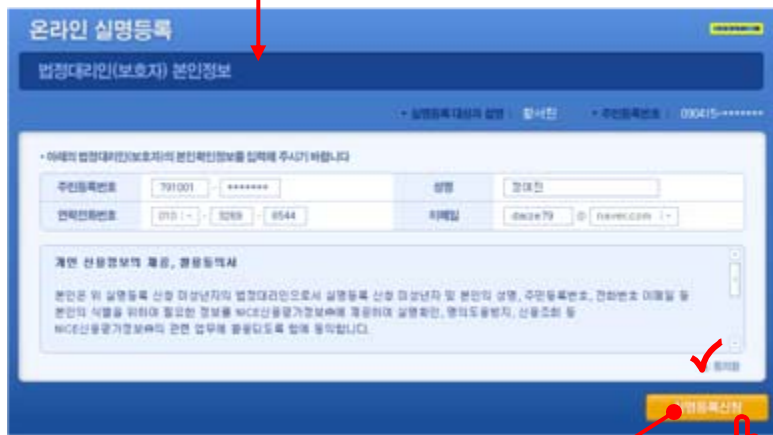 온라인 실명등록
법정대리인(보호자) 본인정보
• 실명등록 대상자 성명 : 황서진 • 주민등록번호 : 090415-*******
• 아래의 법정대리인(보호자)의 본인확인정보를 입력해 주시기 바랍니다
주민등록번호 791001 - ******* 성명
연락전화번호 010 - 3269 - 8544 이메일 @ naver.com
개인 신용정보의 제공, 활용동의서
본인은 위 실명등록 신청 미성년자의 법정대리인으로서 실명등록 신청 미성년자 및 본인의 성명, 주민등록번호, 전화번호 이메일 등
본인의 식별을 위하여 필요한 정보를 NICE신용평가정보㈜에 제공하여 실명확인, 명의도용방지, 신용조회 등
NICE신용평가정보㈜의 관련 업무에 활용되도록 함에 동의합니다.
동의함
실명등록신청